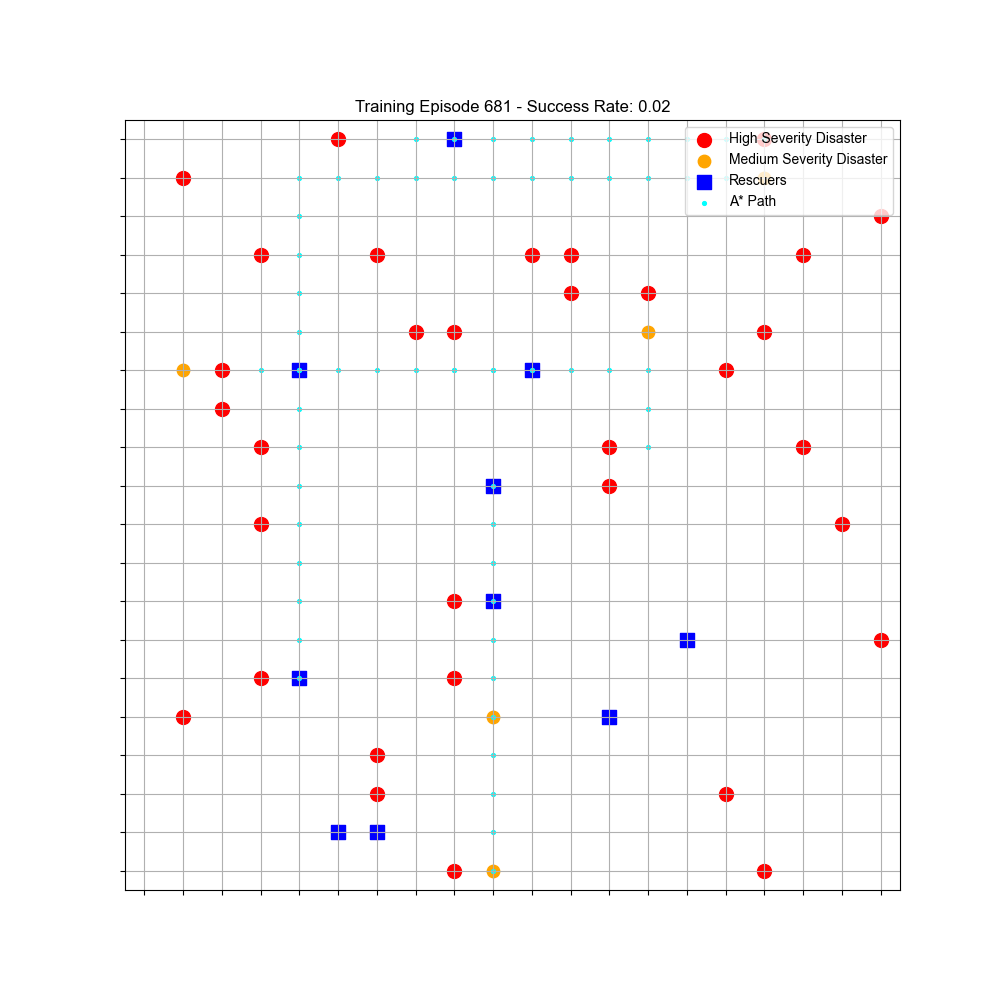 Training Episode 681 - Success Rate: 0.02
High Severity Disaster
Medium Severity Disaster
Rescuers
A* Path